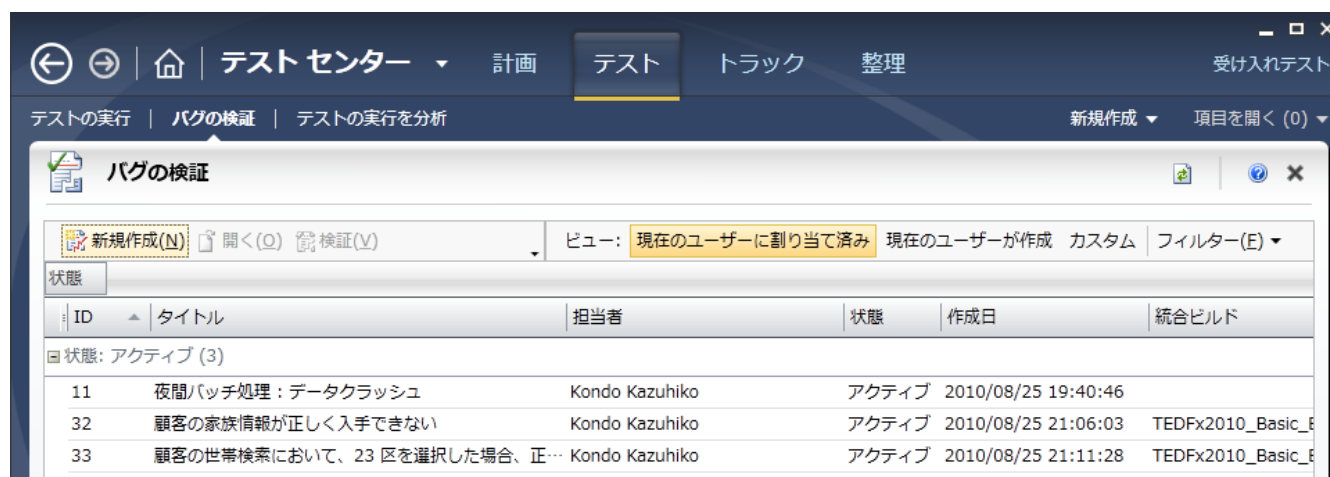 テスト センター 計画 テスト トラック 整理 受け入れテスト
テストの実行 | バグの検証 | テストの実行を分析 新規作成 項目を開く (0)
バグの検証
新規作成(N) 開く(O) 検証(V) ビュー: 現在のユーザーに割り当て済み 現在のユーザーが作成 カスタム フィルター(F)
状態
ID タイトル 担当者 状態 作成日 統合ビルド
状態: アクティブ (3)
11 夜間バッチ処理：データクラッシュ Kondo Kazuhiko アクティブ 2010/08/25 19:40:46
32 顧客の家族情報が正しく入手できない Kondo Kazuhiko アクティブ 2010/08/25 21:06:03 TEDFx2010_Basic_
33 顧客の世帯検索において、23 区を選択した場合、正… Kondo Kazuhiko アクティブ 2010/08/25 21:11:28 TEDFx2010_Basic_